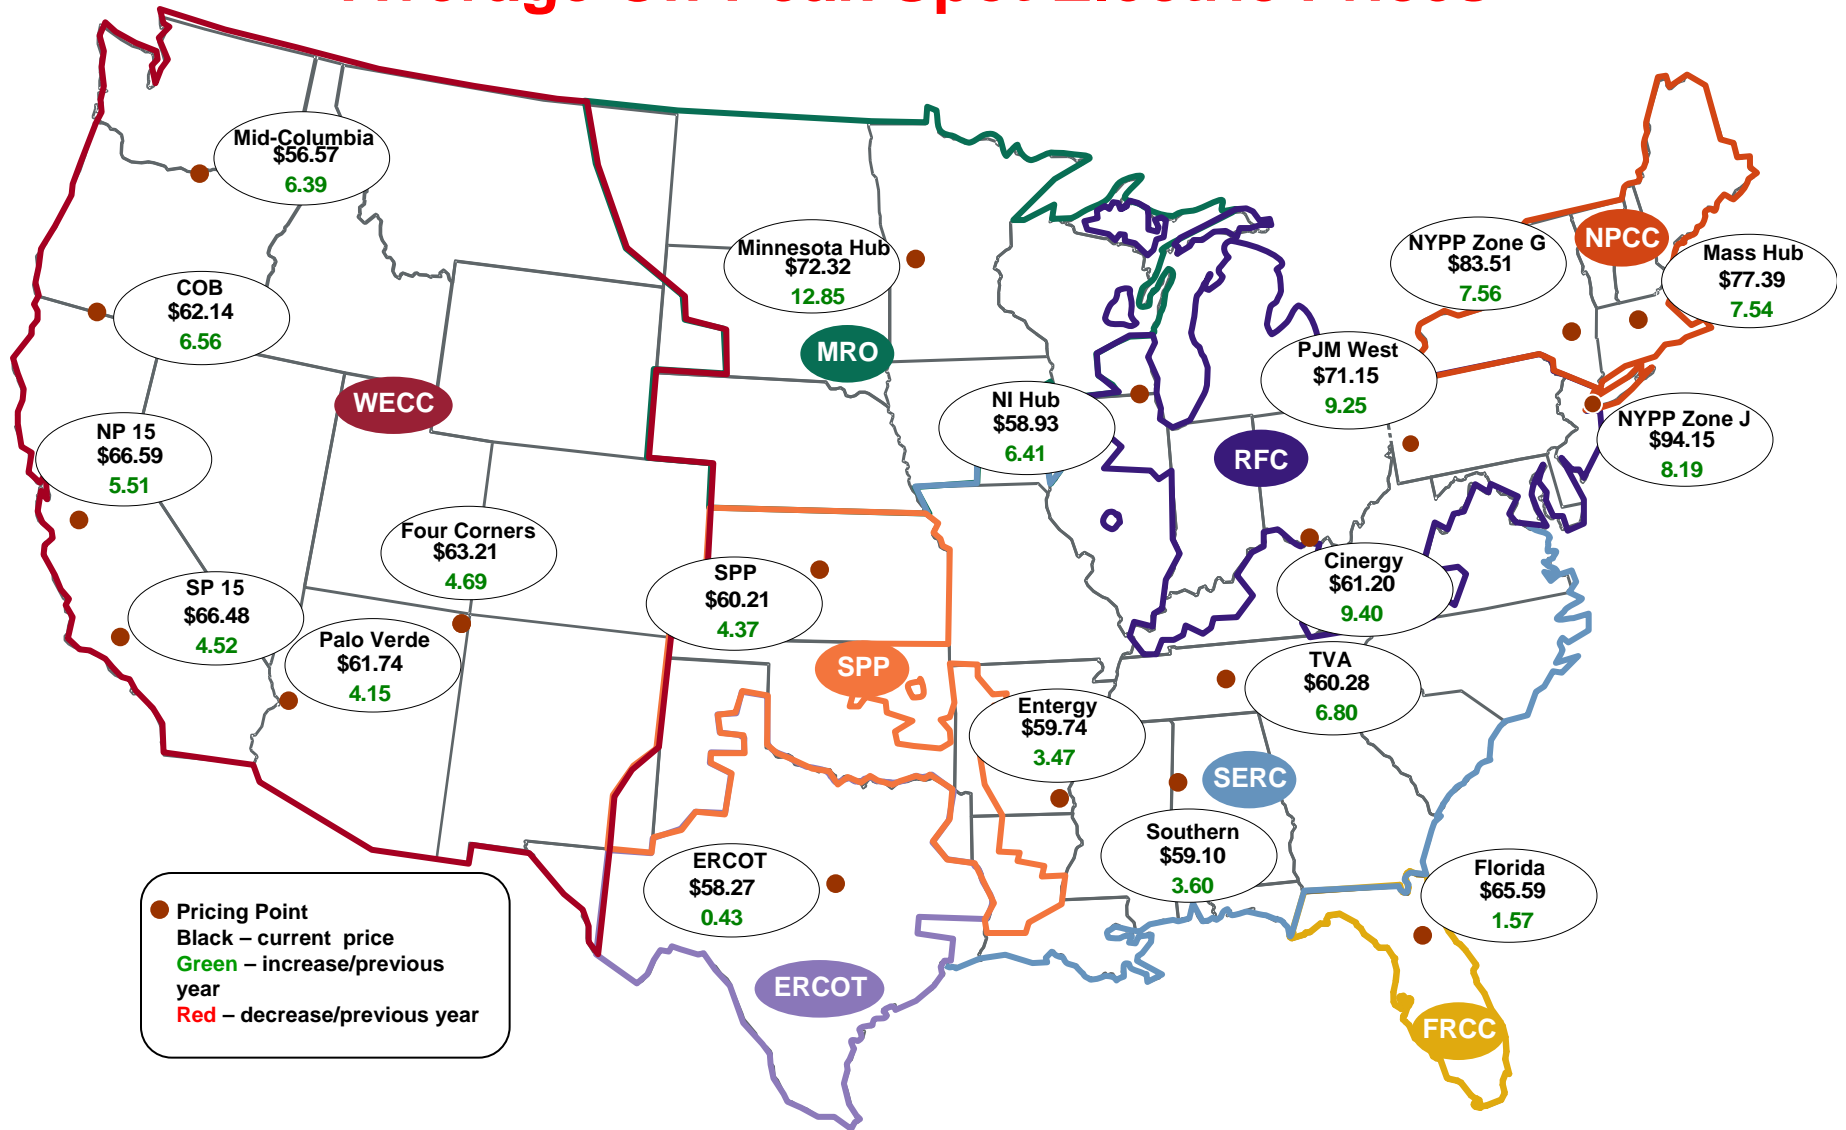 Average On-Peak Spot Electric Prices
Mid-Columbia
$56.57
6.39
COB
$62.14
6.56
NP 15
$66.59
5.51
SP 15
$66.48
4.52
WECC
Four Corners
$63.21
4.69
Palo Verde
$61.74
4.15
Minnesota Hub
$72.32
12.85
MRO
NI Hub
$58.93
6.41
SPP
$60.21
4.37
SPP
ERCOT
$58.27
0.43
ERCOT
Entergy
$59.74
3.47
Southern
$59.10
3.60
SERC
TVA
$60.28
6.80
Cinergy
$61.20
9.40
RFC
PJM West
$71.15
9.25
NYPP Zone G
$83.51
7.56
NPCC
Mass Hub
$77.39
7.54
NYPP Zone J
$94.15
8.19
Florida
$65.59
1.57
FRCC
Pricing Point
Black – current price
Green – increase/previous
year
Red – decrease/previous year